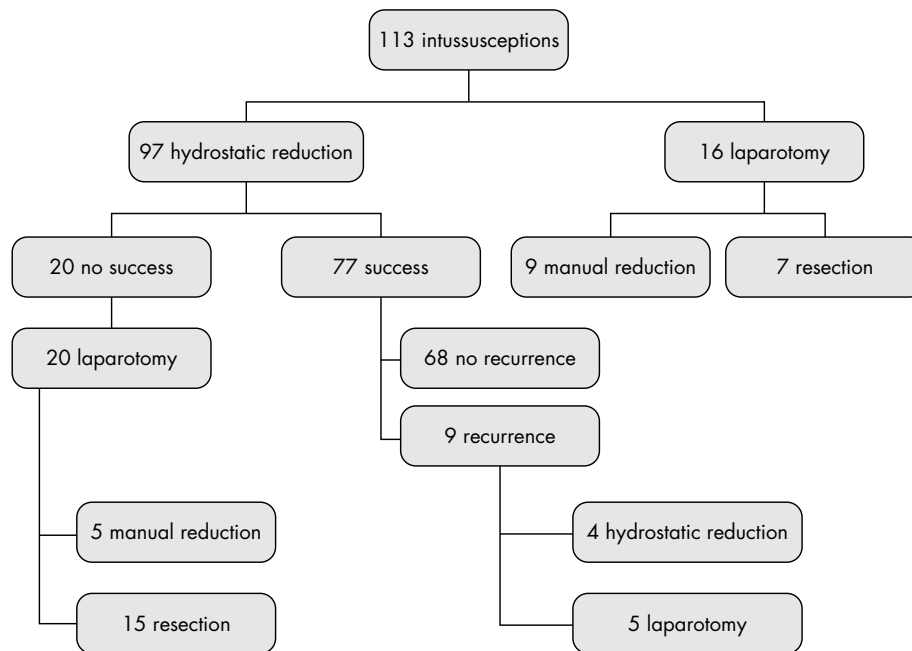 113 intussusceptions
97 hydrostatic reduction
16 laparotomy
20 no success
77 success
9 manual reduction
7 resection
20 laparotomy
68 no recurrence
9 recurrence
5 manual reduction
4 hydrostatic reduction
15 resection
5 laparotomy